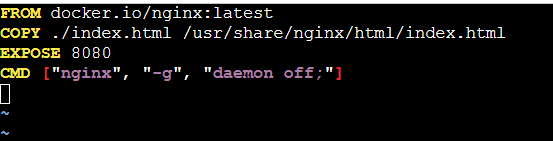 FROM docker.io/nginx:latest
COPY ./index.html /usr/share/nginx/html/index.html
EXPOSE 8080
CMD ["nginx", "-g", "daemon off;"]
~
~